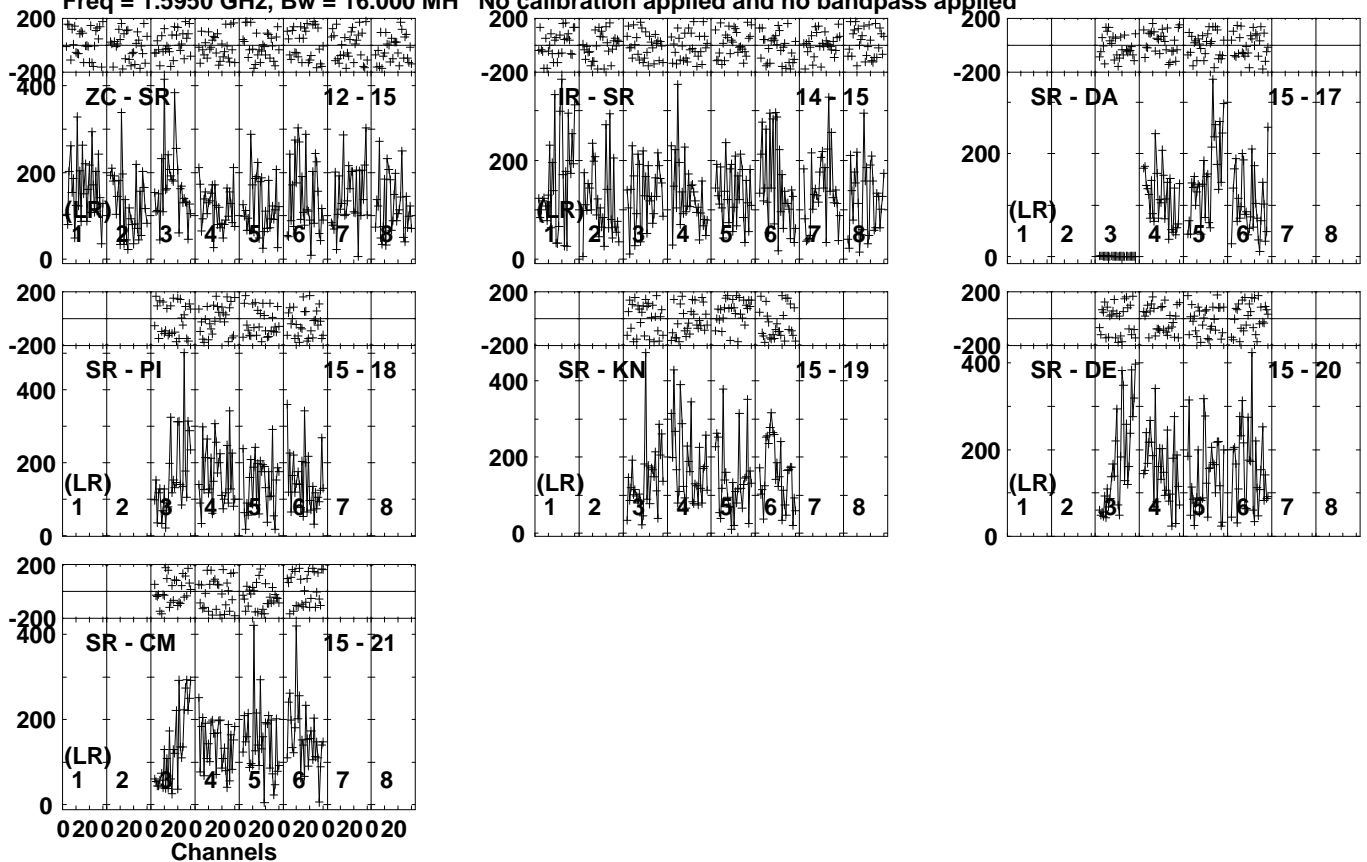 Freq = 1.5950 GHz, Bw = 16.000 MH No calibration applied and no bandpass applied
200 200 200
-200 -200
400 ZC - SR 12 - 15 IR - SR 14 - 15 SR - DA 15 - 17
200 200 200
(LR) (LR) (LR)
1 2 3 4 5 6 7 8 1 2 3 4 5 6 7 8 1 2 3 4 5 6 7 8
0 0 0
200 200 200
-200 -200 -200
SR - PI 15 - 18 SR - KN 15 - 19 SR - DE 15 - 20
400 400 400
200 200 200
(LR) (LR) (LR)
1 2 3 4 5 6 7 8 1 2 3 4 5 6 7 8 1 2 3 4 5 6 7 8
0 0 0
200
-200
400 SR - CM 15 - 21
200
(LR)
1 2 3 4 5 6 7 8
0
0 20 0 20 0 20 0 20 0 20 0 20 0 20 0 20
Channels